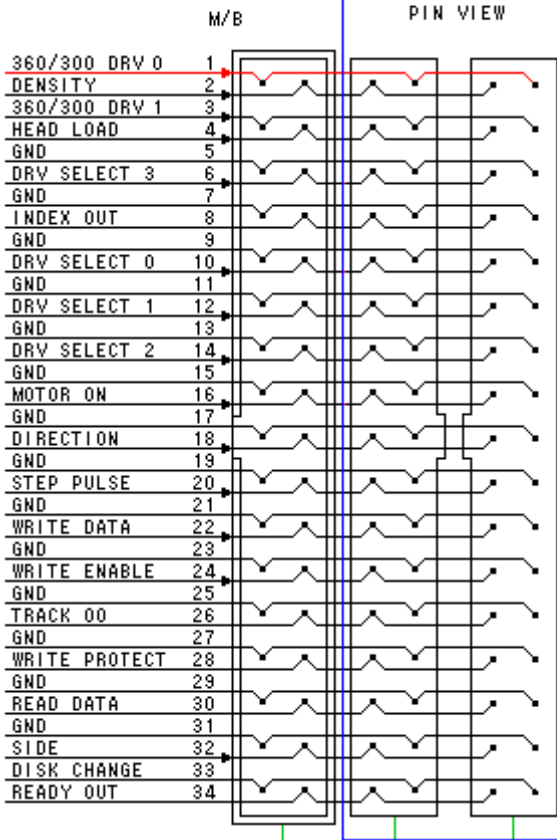 M/B PIN VIEW
360/300 DRV 0 1
DENSITY 2
360/300 DRV 1 3
HEAD LOAD 4
GND 5
DRV SELECT 3 6
GND 7
INDEX OUT 8
GND 9
DRV SELECT 0 10
GND 11
DRV SELECT 1 12
GND 13
DRV SELECT 2 14
GND 15
MOTOR ON 16
GND 17
DIRECTION 18
GND 19
STEP PULSE 20
GND 21
WRITE DATA 22
GND 23
WRITE ENABLE 24
GND 25
TRACK 00 26
GND 27
WRITE PROTECT 28
GND 29
READ DATA 30
GND 31
SIDE 32
DISK CHANGE 33
READY OUT 34